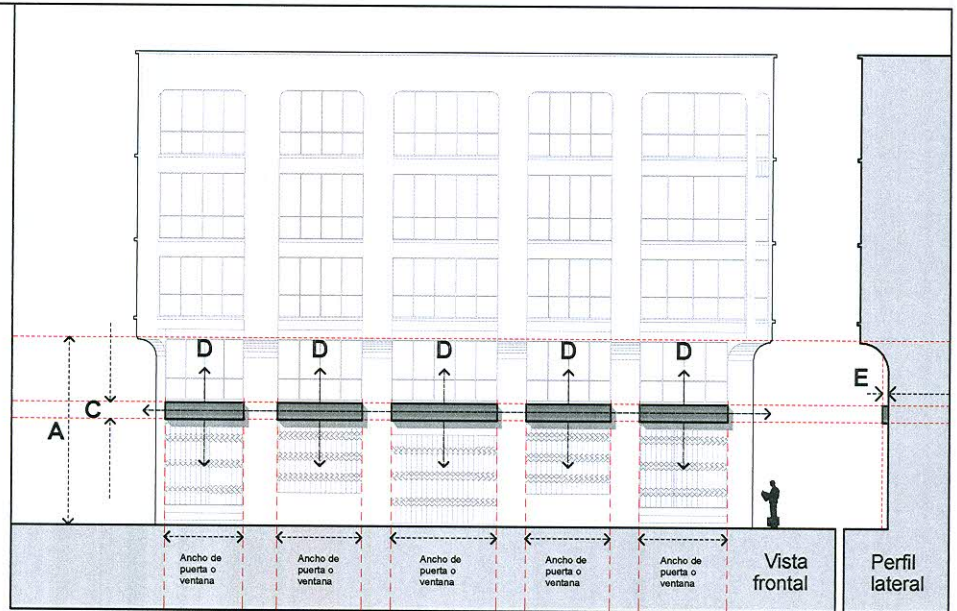 D D D D D
E
C
A
Ancho de
puerta o
ventana
Ancho de
puerta o
ventana
Ancho de
puerta o
ventana
Ancho de
puerta o
ventana
Ancho de
puerta o
ventana
Vista
frontal
Perfil
lateral